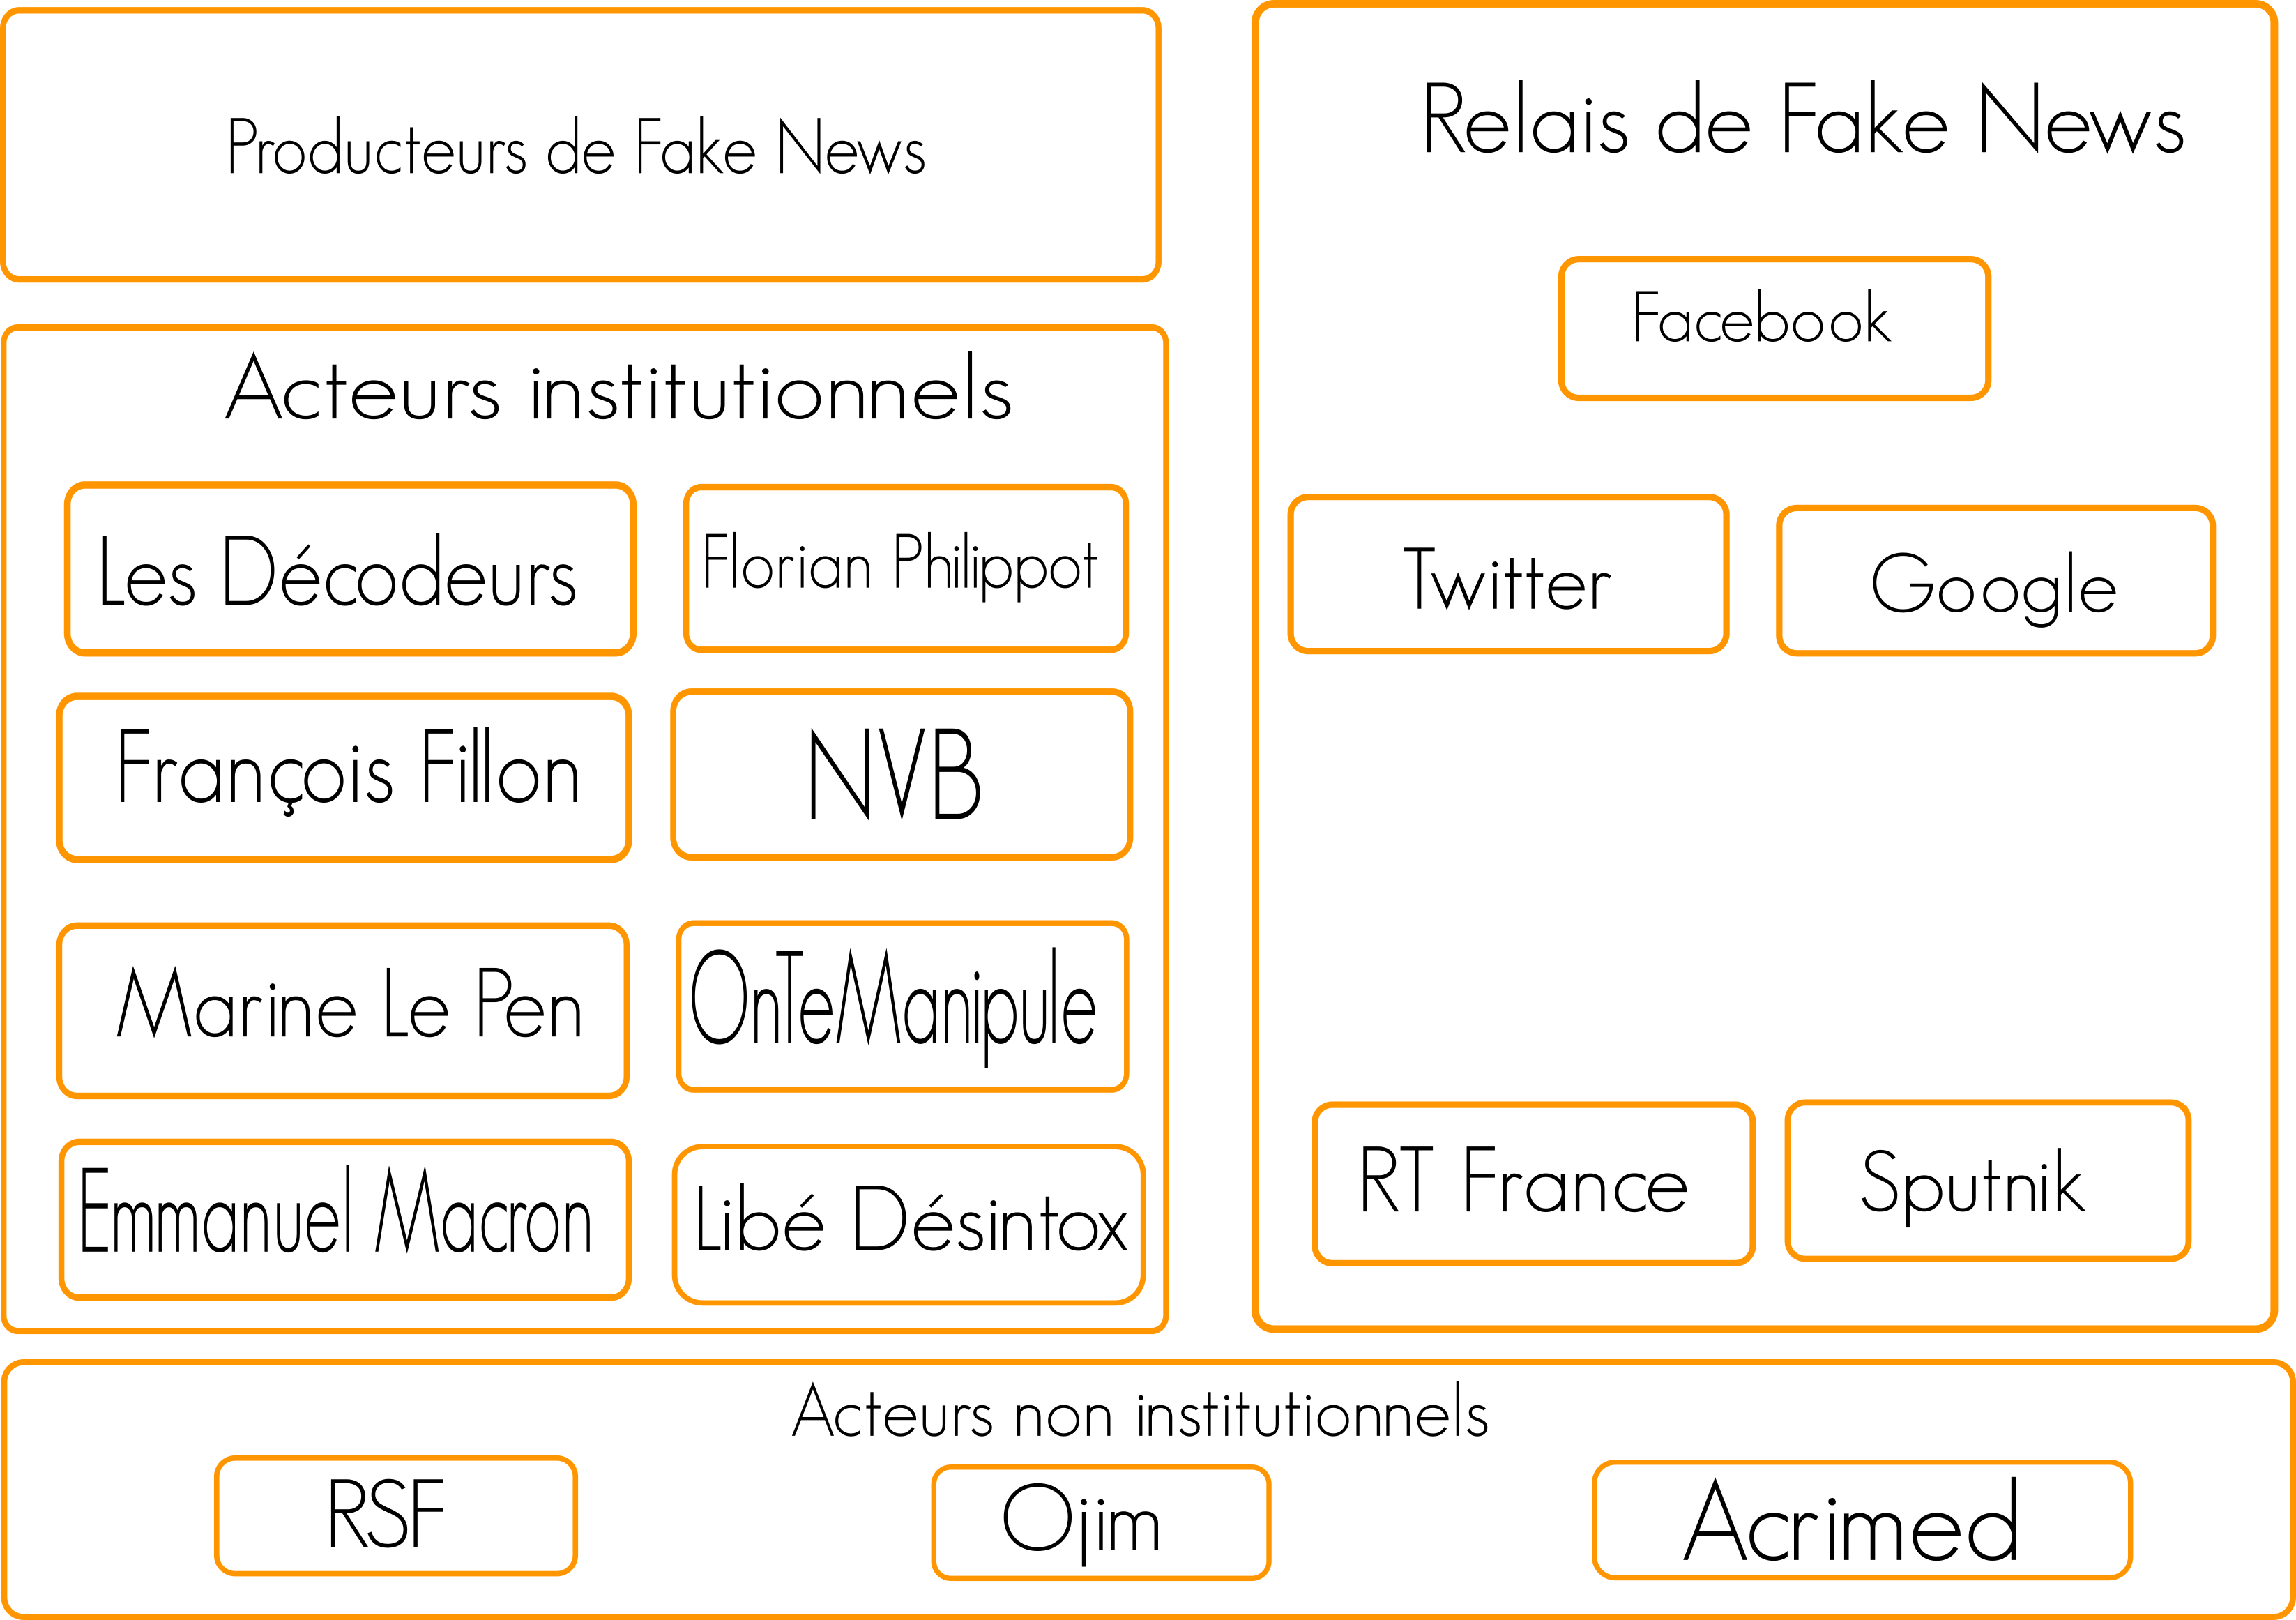 Producteurs de Fake News
Acteurs institutionnels
Les Décodeurs
Florian Philippot
François Fillon
NVB
Marine Le Pen
OnTeManipule
Emmanuel Macron
Libé Désintox
Relais de Fake News
Facebook
Twitter
Google
RT France
Sputnik
Acteurs non institutionnels
RSF
Ojim
Acrimed